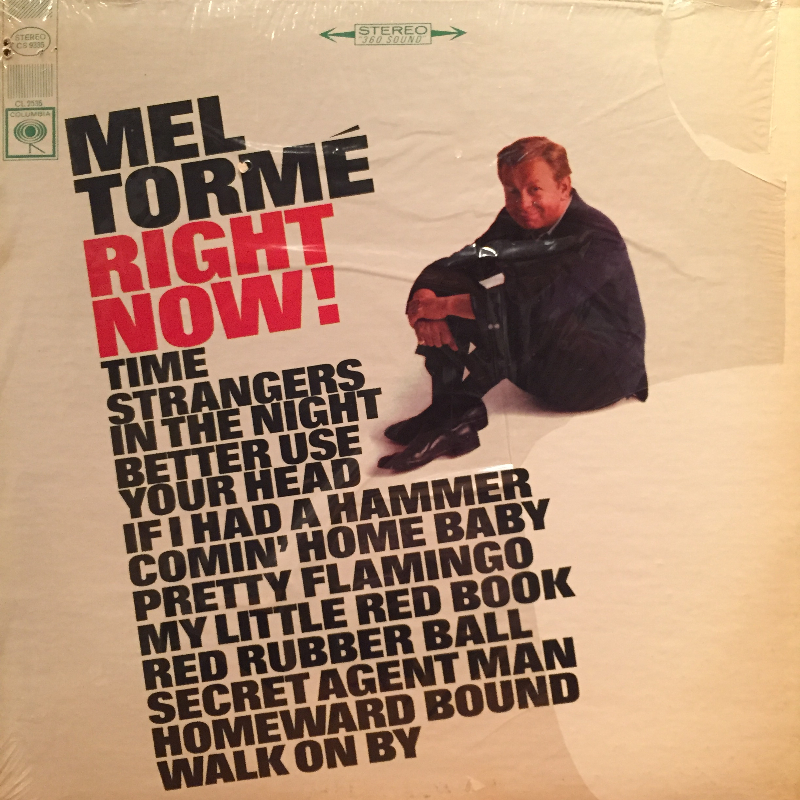 STEREO
360 SOUND
STEREO
CS 9335
CL 2535
COLUMBIA
MEL
TORMÉ
RIGHT
NOW!
TIME
STRANGERS
IN THE NIGHT
BETTER USE
YOUR HEAD
IF I HAD A HAMMER
COMIN' HOME BABY
PRETTY FLAMINGO
MY LITTLE RED BOOK
RED RUBBER BALL
SECRET AGENT MAN
HOMEWARD BOUND
WALK ON BY